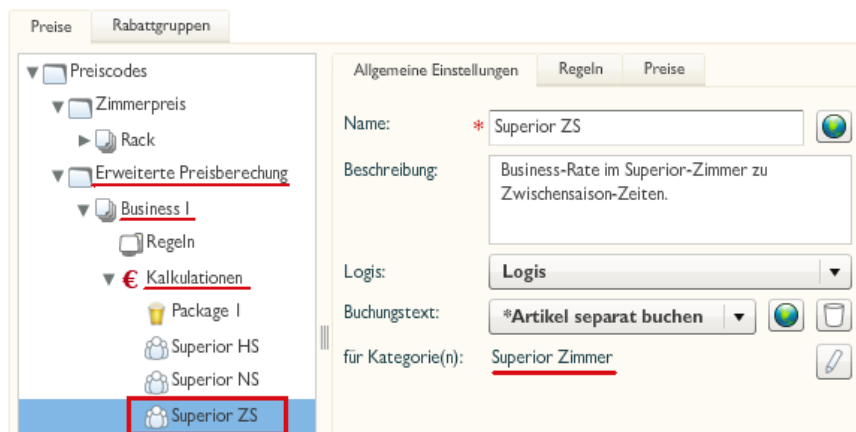 Preise Rabattgruppen
Preiscodes
Zimmerpreis
Rack
Erweiterte Preisberechung
Business I
Regeln
€ Kalkulationen
Package I
Superior HS
Superior NS
Superior ZS
Allgemeine Einstellungen Regeln Preise
Name: * Superior ZS
Beschreibung: Business-Rate im Superior-Zimmer zu
Zwischensaison-Zeiten.
Logis: Logis
Buchungstext: *Artikel separat buchen
für Kategorie(n): Superior Zimmer